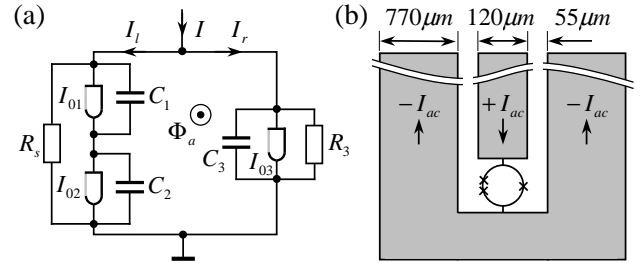 (a)
I_l I I_r
I_01 C_1
R_s Φ_a C_3 I_03 R_3
I_02 C_2
(b)
770μm 120μm 55μm
−I_ac +I_ac −I_ac